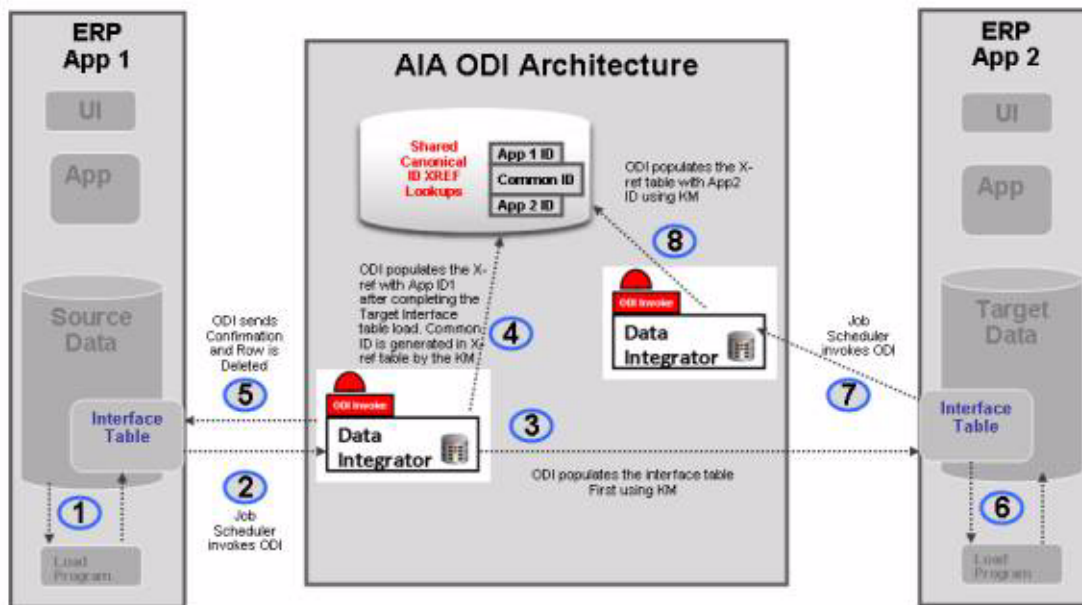 ERP
App 1
UI
App
Source
Data
Interface
Table
1
Load
Program
AIA ODI Architecture
Shared
Canonical
ID XREF
Lookups
App 1 ID
Common ID
App 2 ID
ODI populates the X-
ref table with App2
ID using KM
8
ODI populates the X-
ref with App ID1
after completing the
Target Interface
table load. Common
ID is generated in X-
ref table by the KM
4
ODI sends
Confirmation
and Row is
Deleted
5
2
Job
Scheduler
invokes ODI
ODI Invoke
Data
Integrator
3
ODI populates the interface table
First using KM
ODI Invoke
Data
Integrator
Job
Scheduler
invokes ODI
7
ERP
App 2
UI
App
Target
Data
Interface
Table
6
Load
Program